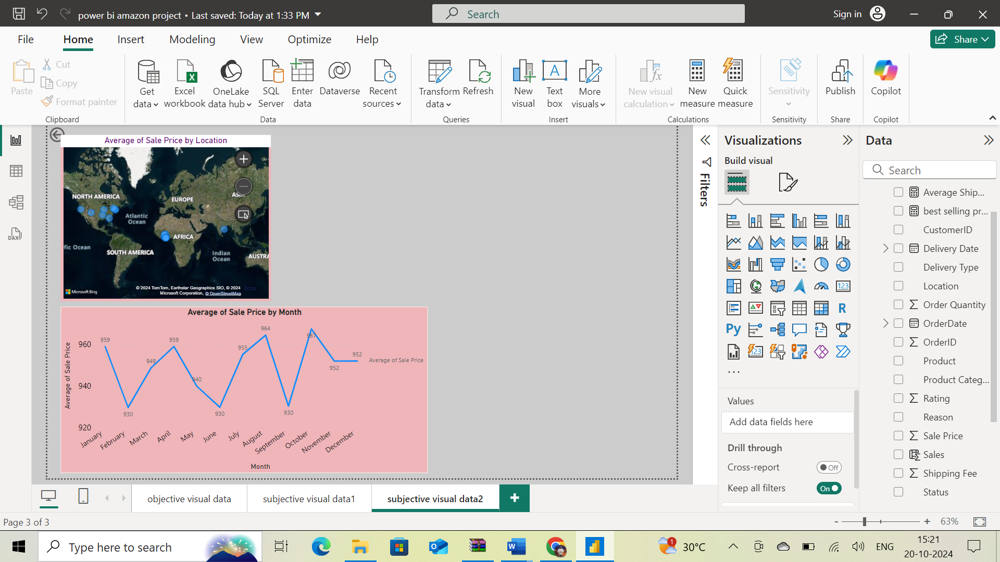 power bi amazon project • Last saved: Today at 1:33 PM
Search
Sign in
File
Home
Insert
Modeling
View
Optimize
Help
Share
Paste
Cut
Copy
Format painter
Clipboard
Get data
Excel workbook
OneLake data hub
SQL Server
Enter data
Dataverse
Recent sources
Data
Transform data
Refresh
Queries
New visual
Text box
More visuals
Insert
New visual calculation
New measure
Quick measure
Calculations
Sensitivity
Sensitivity
Publish
Share
Copilot
Copilot
Average of Sale Price by Location
NORTH AMERICA
EUROPE
ASIA
Atlantic Ocean
AFRICA
fic Ocean
SOUTH AMERICA
Indian Ocean
AUSTRA
Microsoft Bing
© 2024 TomTom, Earthstar Geographics SIO, © 2024 Microsoft Corporation, © OpenStreetMap
Terms
Average of Sale Price by Month
Average of Sale Price
960
940
920
959
930
949
959
940
930
955
964
930
967
952
952
Average of Sale Price
January
February
March
April
May
June
July
August
September
October
November
December
Month
Filters
Visualizations
Build visual
123
R
Py
123
...
Values
Add data fields here
Drill through
Cross-report
Off
Keep all filters
On
Data
Search
Average Ship...
best selling pr...
CustomerID
Delivery Date
Delivery Type
Location
Order Quantity
OrderDate
OrderID
Product
Product Categ...
Rating
Reason
Sale Price
Sales
Shipping Fee
Status
DAX
objective visual data
subjective visual data1
subjective visual data2
+
Page 3 of 3
- + 63%
Type here to search
1
30°C
ENG
15:21
20-10-2024